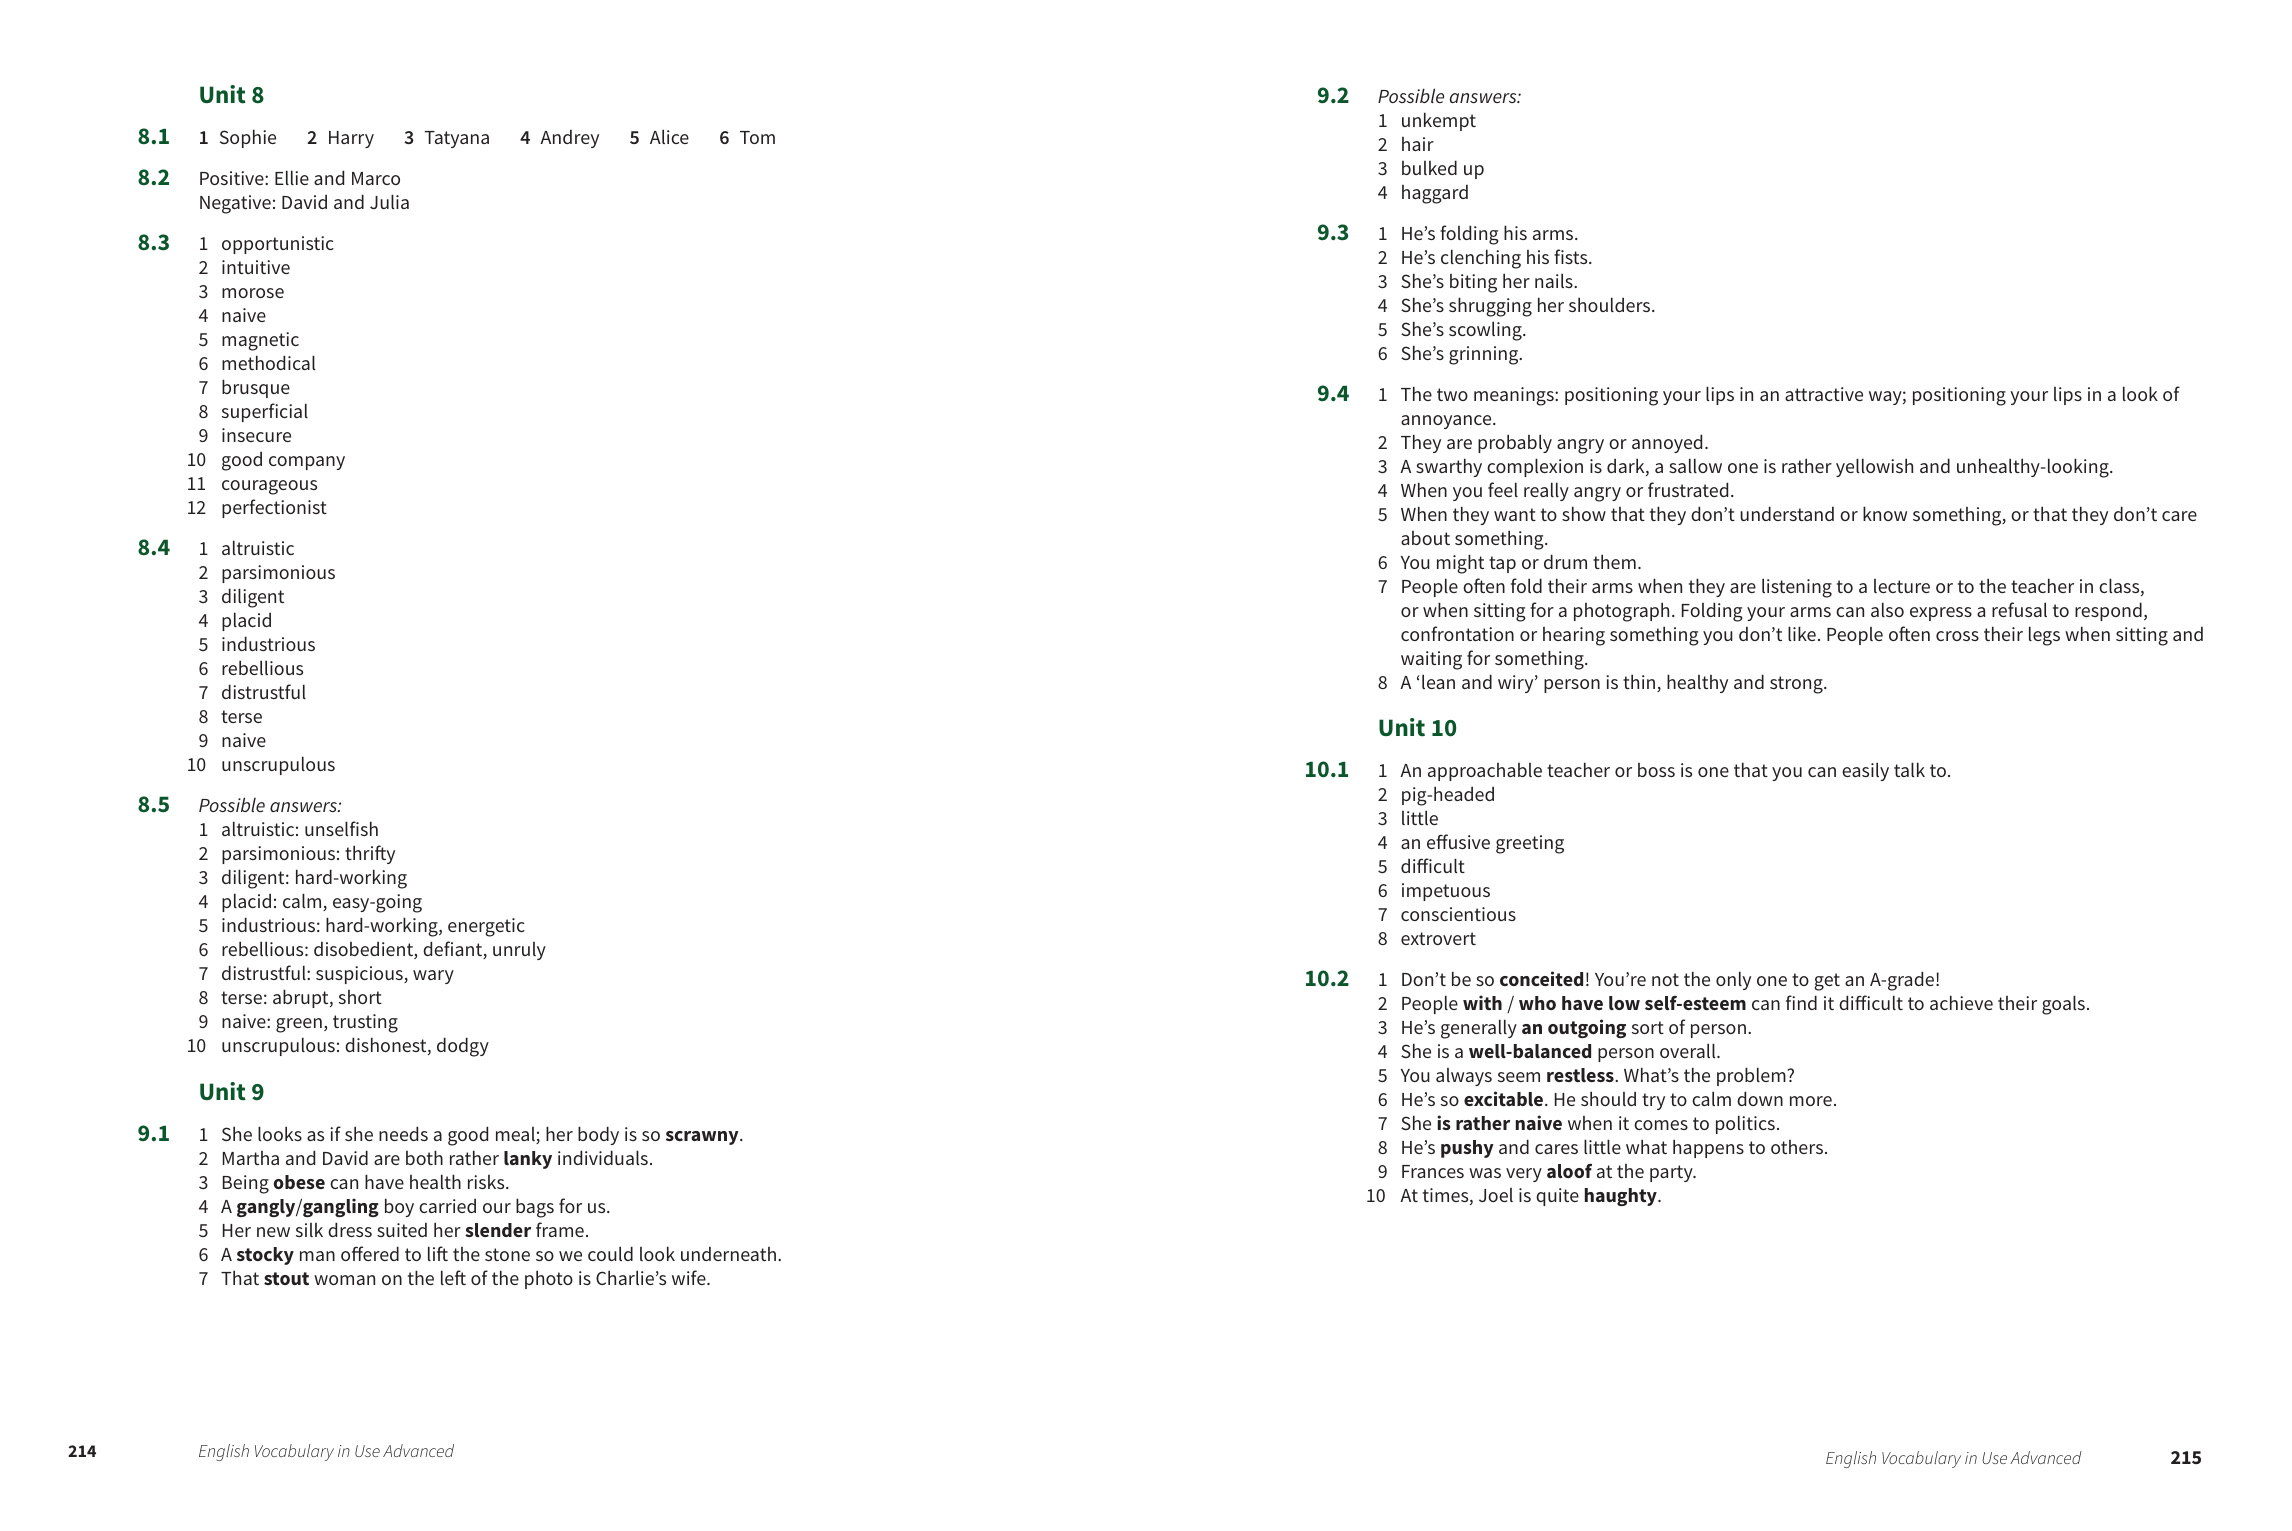 Unit 8
8.1 1 Sophie 2 Harry 3 Tatyana 4 Andrey 5 Alice 6 Tom
8.2 Positive: Ellie and Marco
Negative: David and Julia
8.3 1 opportunistic
2 intuitive
3 morose
4 naive
5 magnetic
6 methodical
7 brusque
8 superficial
9 insecure
10 good company
11 courageous
12 perfectionist
8.4 1 altruistic
2 parsimonious
3 diligent
4 placid
5 industrious
6 rebellious
7 distrustful
8 terse
9 naive
10 unscrupulous
8.5 Possible answers:
1 altruistic: unselfish
2 parsimonious: thrifty
3 diligent: hard-working
4 placid: calm, easy-going
5 industrious: hard-working, energetic
6 rebellious: disobedient, defiant, unruly
7 distrustful: suspicious, wary
8 terse: abrupt, short
9 naive: green, trusting
10 unscrupulous: dishonest, dodgy
Unit 9
9.1 1 She looks as if she needs a good meal; her body is so scrawny.
2 Martha and David are both rather lanky individuals.
3 Being obese can have health risks.
4 A gangly/gangling boy carried our bags for us.
5 Her new silk dress suited her slender frame.
6 A stocky man offered to lift the stone so we could look underneath.
7 That stout woman on the left of the photo is Charlie’s wife.
214 English Vocabulary in Use Advanced
9.2 Possible answers:
1 unkempt
2 hair
3 bulked up
4 haggard
9.3 1 He’s folding his arms.
2 He’s clenching his fists.
3 She’s biting her nails.
4 She’s shrugging her shoulders.
5 She’s scowling.
6 She’s grinning.
9.4 1 The two meanings: positioning your lips in an attractive way; positioning your lips in a look of
annoyance.
2 They are probably angry or annoyed.
3 A swarthy complexion is dark, a sallow one is rather yellowish and unhealthy-looking.
4 When you feel really angry or frustrated.
5 When they want to show that they don’t understand or know something, or that they don’t care
about something.
6 You might tap or drum them.
7 People often fold their arms when they are listening to a lecture or to the teacher in class,
or when sitting for a photograph. Folding your arms can also express a refusal to respond,
confrontation or hearing something you don’t like. People often cross their legs when sitting and
waiting for something.
8 A ‘lean and wiry’ person is thin, healthy and strong.
Unit 10
10.1 1 An approachable teacher or boss is one that you can easily talk to.
2 pig-headed
3 little
4 an effusive greeting
5 difficult
6 impetuous
7 conscientious
8 extrovert
10.2 1 Don’t be so conceited! You’re not the only one to get an A-grade!
2 People with / who have low self-esteem can find it difficult to achieve their goals.
3 He’s generally an outgoing sort of person.
4 She is a well-balanced person overall.
5 You always seem restless. What’s the problem?
6 He’s so excitable. He should try to calm down more.
7 She is rather naive when it comes to politics.
8 He’s pushy and cares little what happens to others.
9 Frances was very aloof at the party.
10 At times, Joel is quite haughty.
English Vocabulary in Use Advanced 215